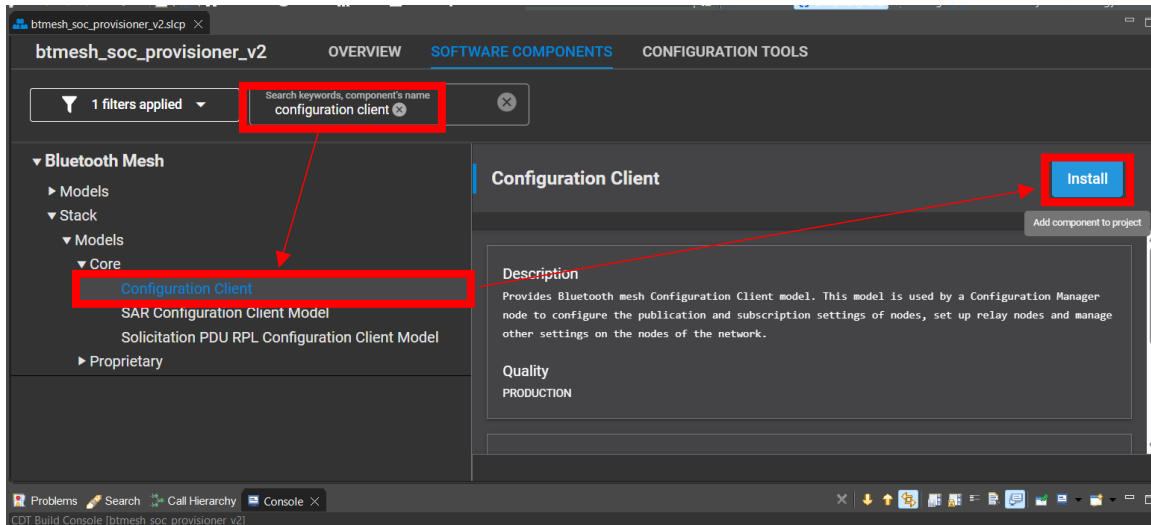 btmesh_soc_provisioner_v2.slcp
btmesh_soc_provisioner_v2 OVERVIEW SOFTWARE COMPONENTS CONFIGURATION TOOLS
1 filters applied
Search keywords, component's name
configuration client
Bluetooth Mesh
Models
Stack
Models
Core
Configuration Client
SAR Configuration Client Model
Solicitation PDU RPL Configuration Client Model
Proprietary
Configuration Client
Install
Add component to project
Description
Provides Bluetooth mesh Configuration Client model. This model is used by a Configuration Manager
node to configure the publication and subscription settings of nodes, set up relay nodes and manage
other settings on the nodes of the network.
Quality
PRODUCTION
Problems Search Call Hierarchy Console
CDT Build Console [btmesh_soc_provisioner_v2]